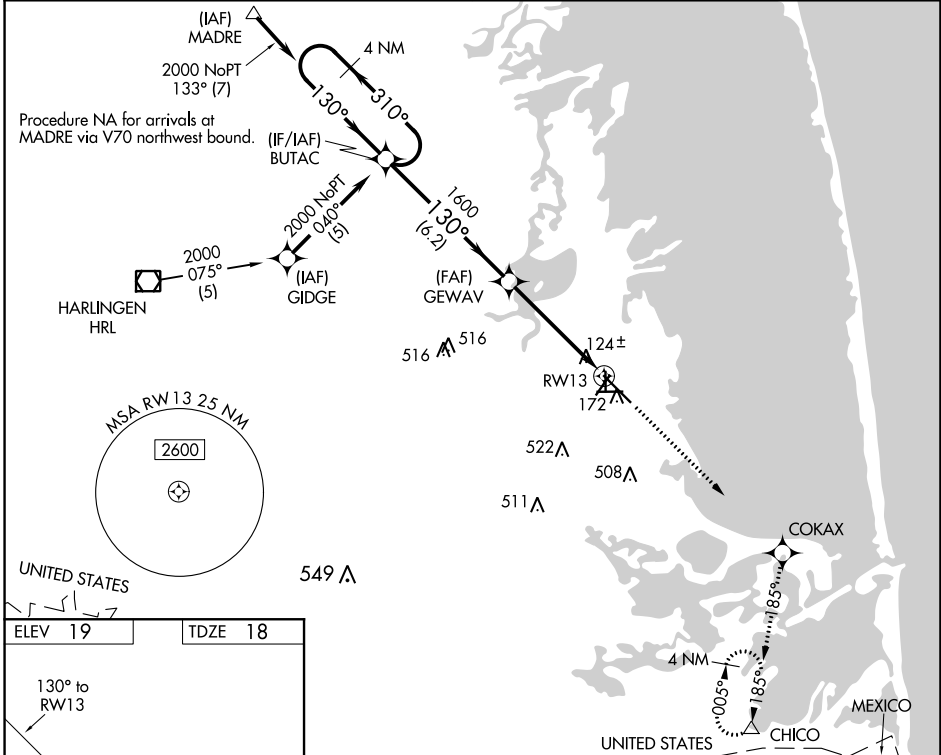 (IAF)
MADRE
4 NM
2000 NoPT
133° (7)
130°
310°
Procedure NA for arrivals at
MADRE via V70 northwest bound.
(IF/IAF)
BUTAC
2000 NoPT
040°
(5)
1600
130°
(6.2)
2000
075°
(5)
(IAF)
GIDGE
(FAF)
GEWAV
HARLINGEN
HRL
516
516
124±
RW13
172
MSA RW13 25 NM
2600
522
508
511
COKAX
549
UNITED STATES
185°
ELEV 19
TDZE 18
4 NM
005°
185°
130° to
RW13
MEXICO
CHICO
UNITED STATES